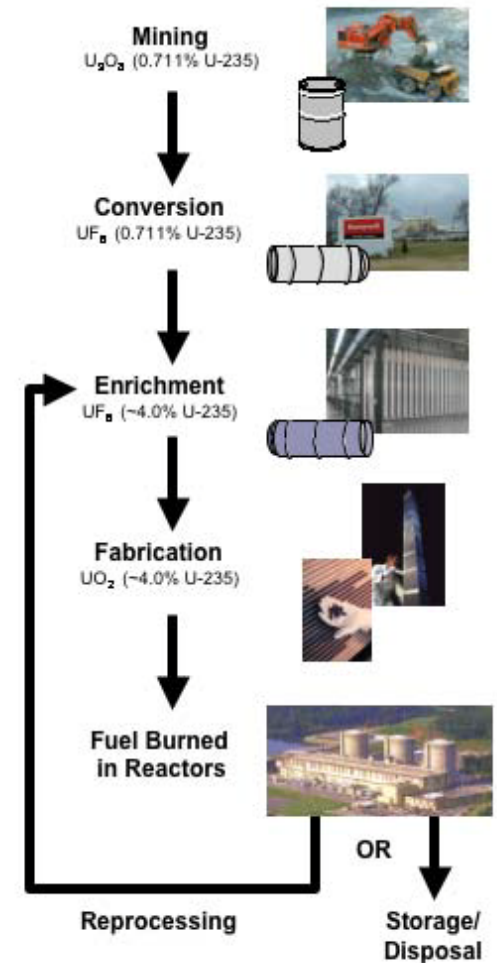 Mining
U₃O₈ (0.711% U-235)
Conversion
UF₆ (0.711% U-235)
Honeywell
Enrichment
UF₆ (~4.0% U-235)
Fabrication
UO₂ (~4.0% U-235)
Fuel Burned
in Reactors
OR
Reprocessing
Storage/
Disposal